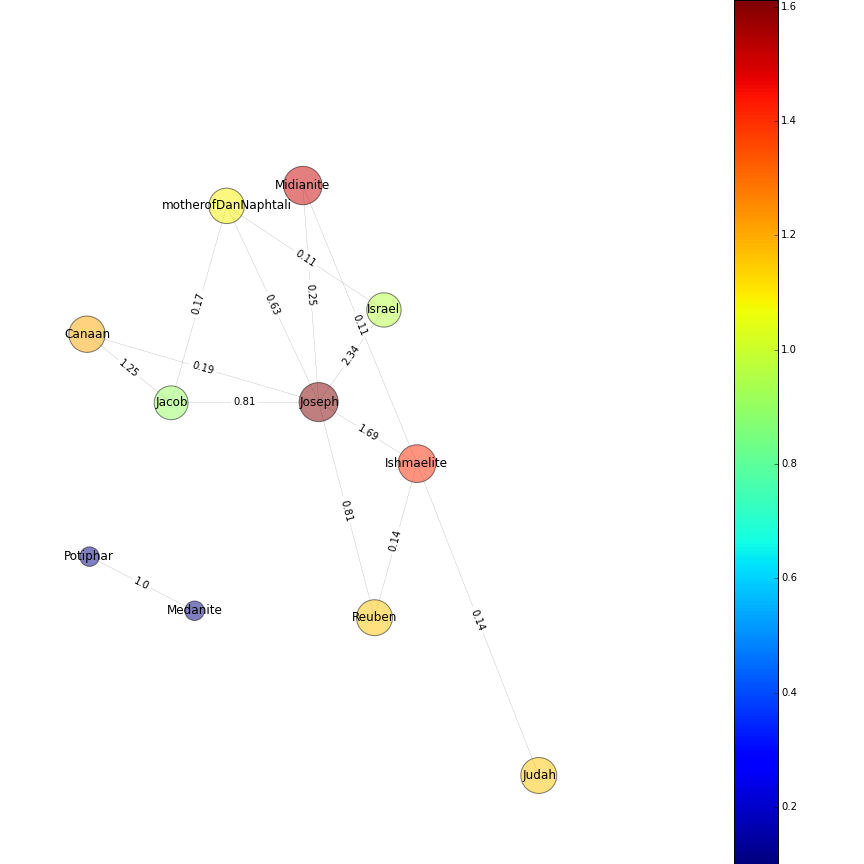 1.6
1.4
Midianite
motherofDanNaphtali
1.2
0.11
0.25
0.17
0.63
Israel
0.11
Canaan
1.0
2.34
0.19
1.25
Jacob
0.81
Joseph
1.69
Ishmaelite
0.8
0.81
0.14
Potiphar
0.6
1.0
Medanite
Reuben
0.14
0.4
Judah
0.2